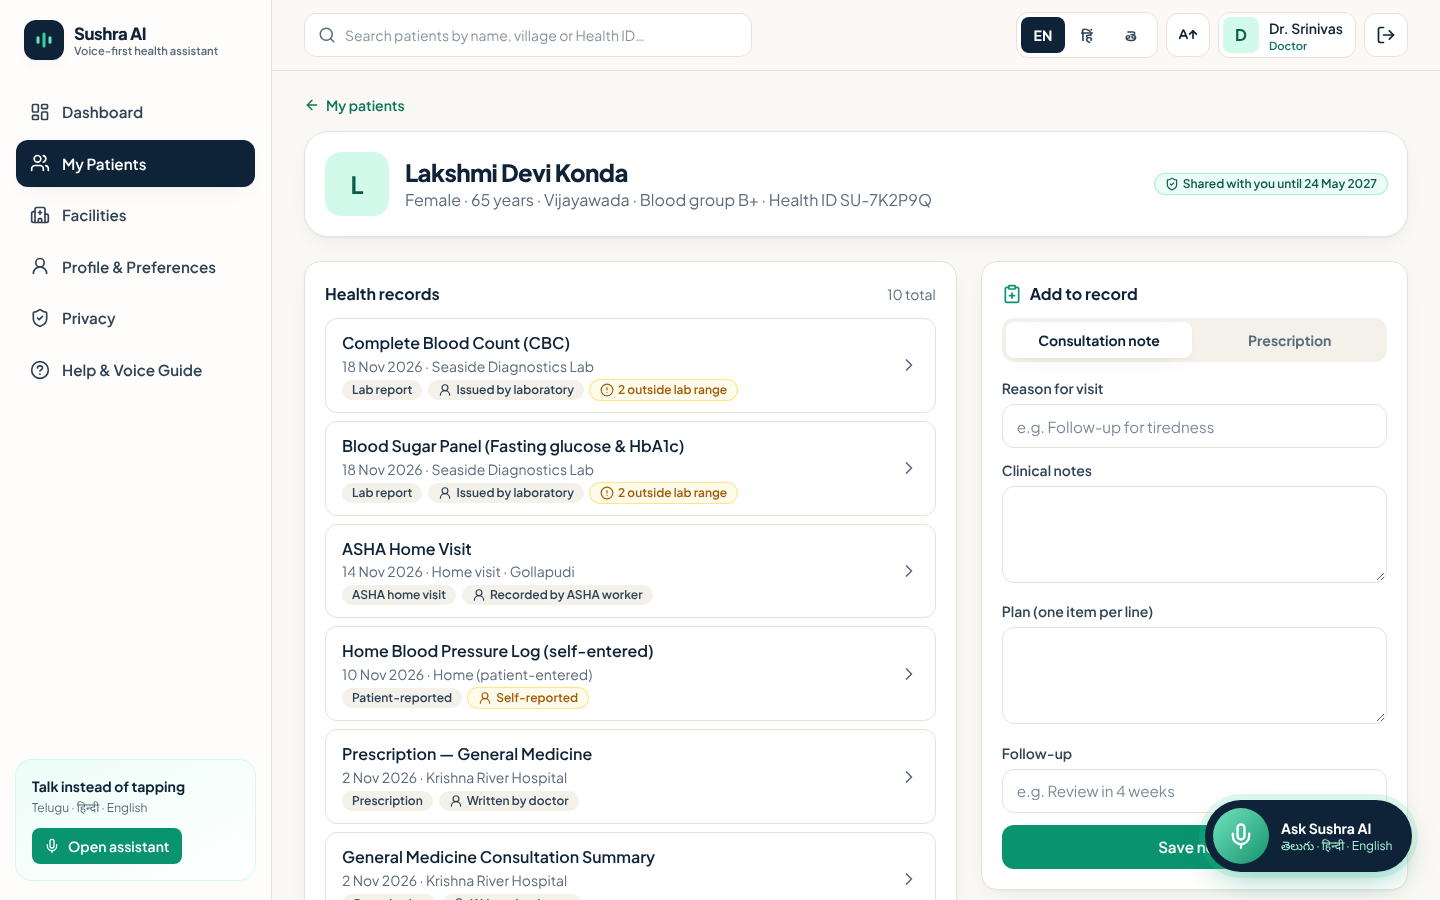 Sushra AI
Voice-first health assistant
Dashboard
My Patients
Facilities
Profile & Preferences
Privacy
Help & Voice Guide
Talk instead of tapping
Telugu · हिन्दी · English
Open assistant
Search patients by name, village or Health ID...
EN
हिं
తె
A
D
Dr. Srinivas
Doctor
My patients
L
Lakshmi Devi Konda
Female · 65 years · Vijayawada · Blood group B+ · Health ID SU-7K2P9Q
Shared with you until 24 May 2027
Health records
10 total
Complete Blood Count (CBC)
18 Nov 2026 · Seaside Diagnostics Lab
Lab report
Issued by laboratory
2 outside lab range
Blood Sugar Panel (Fasting glucose & HbA1c)
18 Nov 2026 · Seaside Diagnostics Lab
Lab report
Issued by laboratory
2 outside lab range
ASHA Home Visit
14 Nov 2026 · Home visit · Gollapudi
ASHA home visit
Recorded by ASHA worker
Home Blood Pressure Log (self-entered)
10 Nov 2026 · Home (patient-entered)
Patient-reported
Self-reported
Prescription — General Medicine
2 Nov 2026 · Krishna River Hospital
Prescription
Written by doctor
General Medicine Consultation Summary
2 Nov 2026 · Krishna River Hospital
Add to record
Consultation note
Prescription
Reason for visit
e.g. Follow-up for tiredness
Clinical notes
Plan (one item per line)
Follow-up
e.g. Review in 4 weeks
Save
Ask Sushra AI
తెలుగు · हिन्दी · English